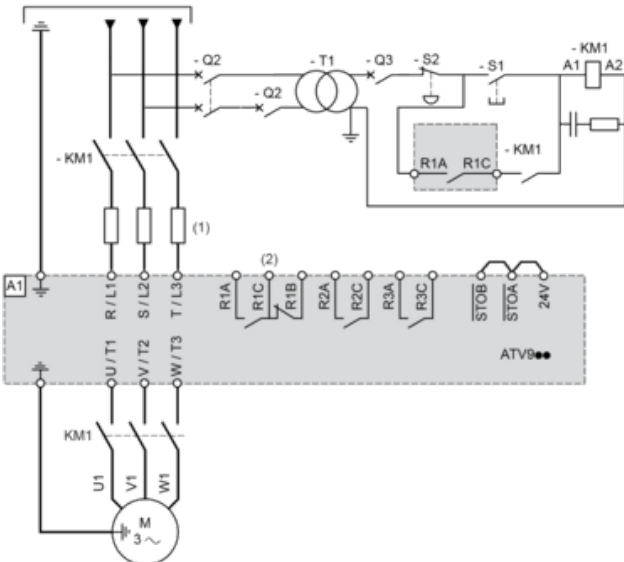 - Q2
- T1
- Q3
- S2
- S1
- KM1
A1
A2
- Q2
- KM1
R1A
R1C
- KM1
(1)
(2)
A1
R / L1
S / L2
T / L3
R1A
R1C
R1B
R2A
R2C
R3A
R3C
STOB
STOA
24V
ATV9●●
U / T1
V / T2
W / T3
KM1
U1
V1
W1
M
3 ~